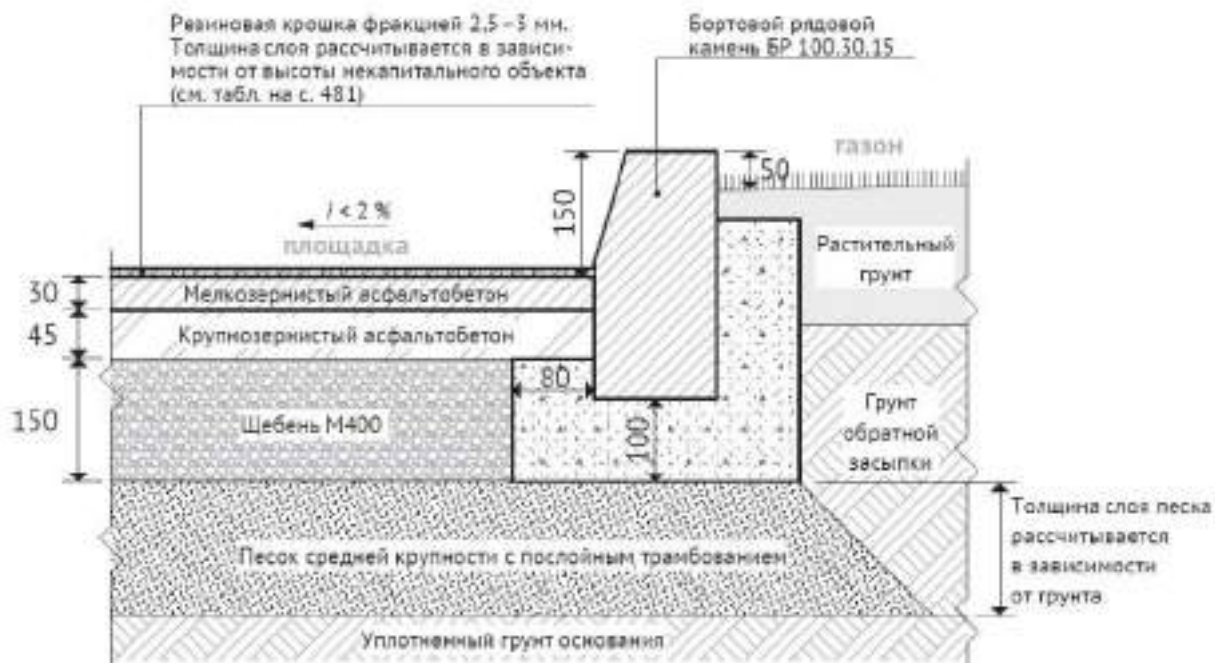 Резиновая крошка фракцией 2,5–3 мм.
Толщина слоя рассчитывается в зависи-
мости от высоты некапитального объекта
(см. табл. на с. 481)
Бортовой рядовой
камень БР 100.30.15
газон
50
150
i < 2 %
площадка
Растительный
грунт
30
Мелкозернистый асфальтобетон
45
Крупнозернистый асфальтобетон
80
150
Щебень М400
100
Грунт
обратной
засыпки
Толщина слоя песка
рассчитывается
в зависимости
от грунта
Песок средней крупности с послойным трамбованием
Уплотненный грунт основания